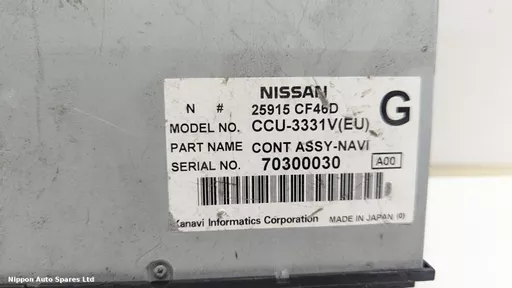 NISSAN
N # 25915 CF46D
G
MODEL NO. CCU-3331V(EU)
PART NAME CONT ASSY-NAVI
SERIAL NO. 70300030 A00
Xanavi Informatics Corporation MADE IN JAPAN (0)
Nippon Auto Spares Ltd